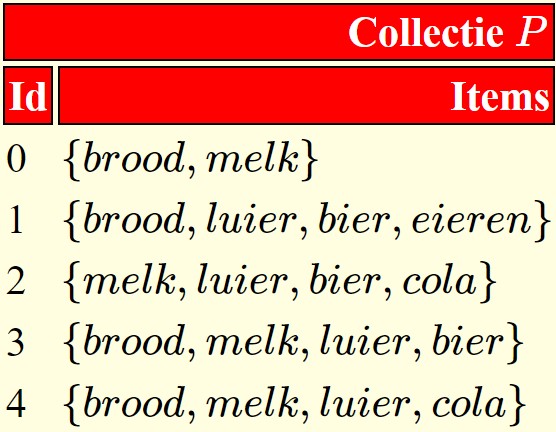 Collectie P
Id Items
0 {brood, melk}
1 {brood, luier, bier, eieren}
2 {melk, luier, bier, cola}
3 {brood, melk, luier, bier}
4 {brood, melk, luier, cola}